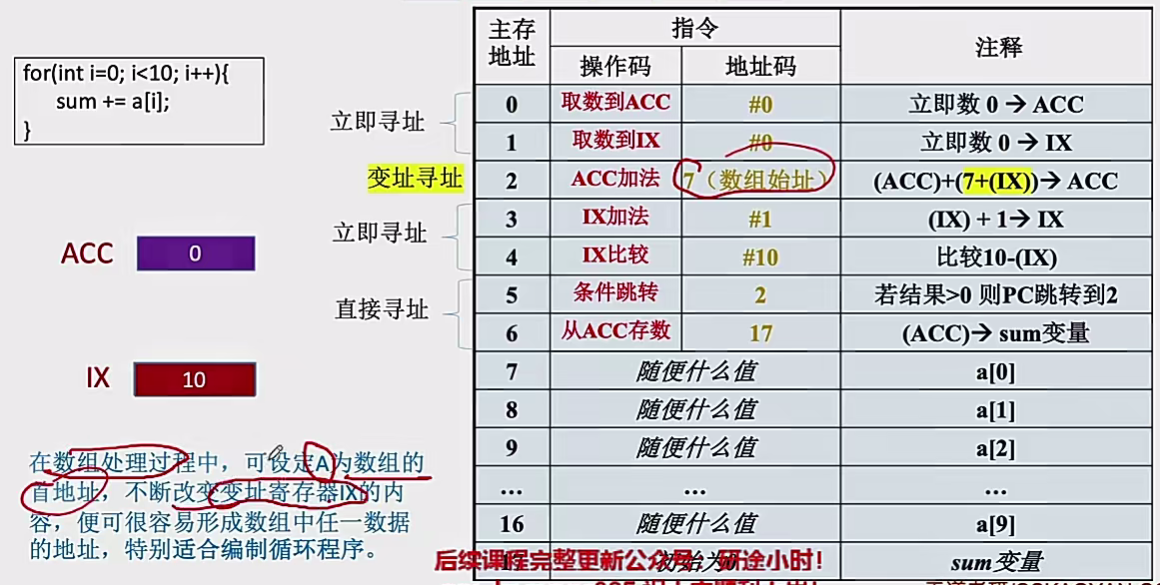 for(int i=0; i<10; i++){
sum += a[i];
}
立即寻址
变址寻址
立即寻址
直接寻址
ACC 0
IX 10
在数组处理过程中，可设定A为数组的
首地址，不断改变变址寄存器IX的内
容，便可很容易形成数组中任一数据
的地址，特别适合编制循环程序。
主存地址 指令 注释
操作码 地址码
0 取数到ACC #0 立即数 0 → ACC
1 取数到IX #0 立即数 0 → IX
2 ACC加法 7（数组始址） (ACC)+(7+(IX))→ ACC
3 IX加法 #1 (IX) + 1→ IX
4 IX比较 #10 比较10-(IX)
5 条件跳转 2 若结果>0 则PC跳转到2
6 从ACC存数 17 (ACC)→ sum变量
7 随便什么值 a[0]
8 随便什么值 a[1]
9 随便什么值 a[2]
... ... ...
16 随便什么值 a[9]
sum变量
后续课程完整更新公众号：研途小时！